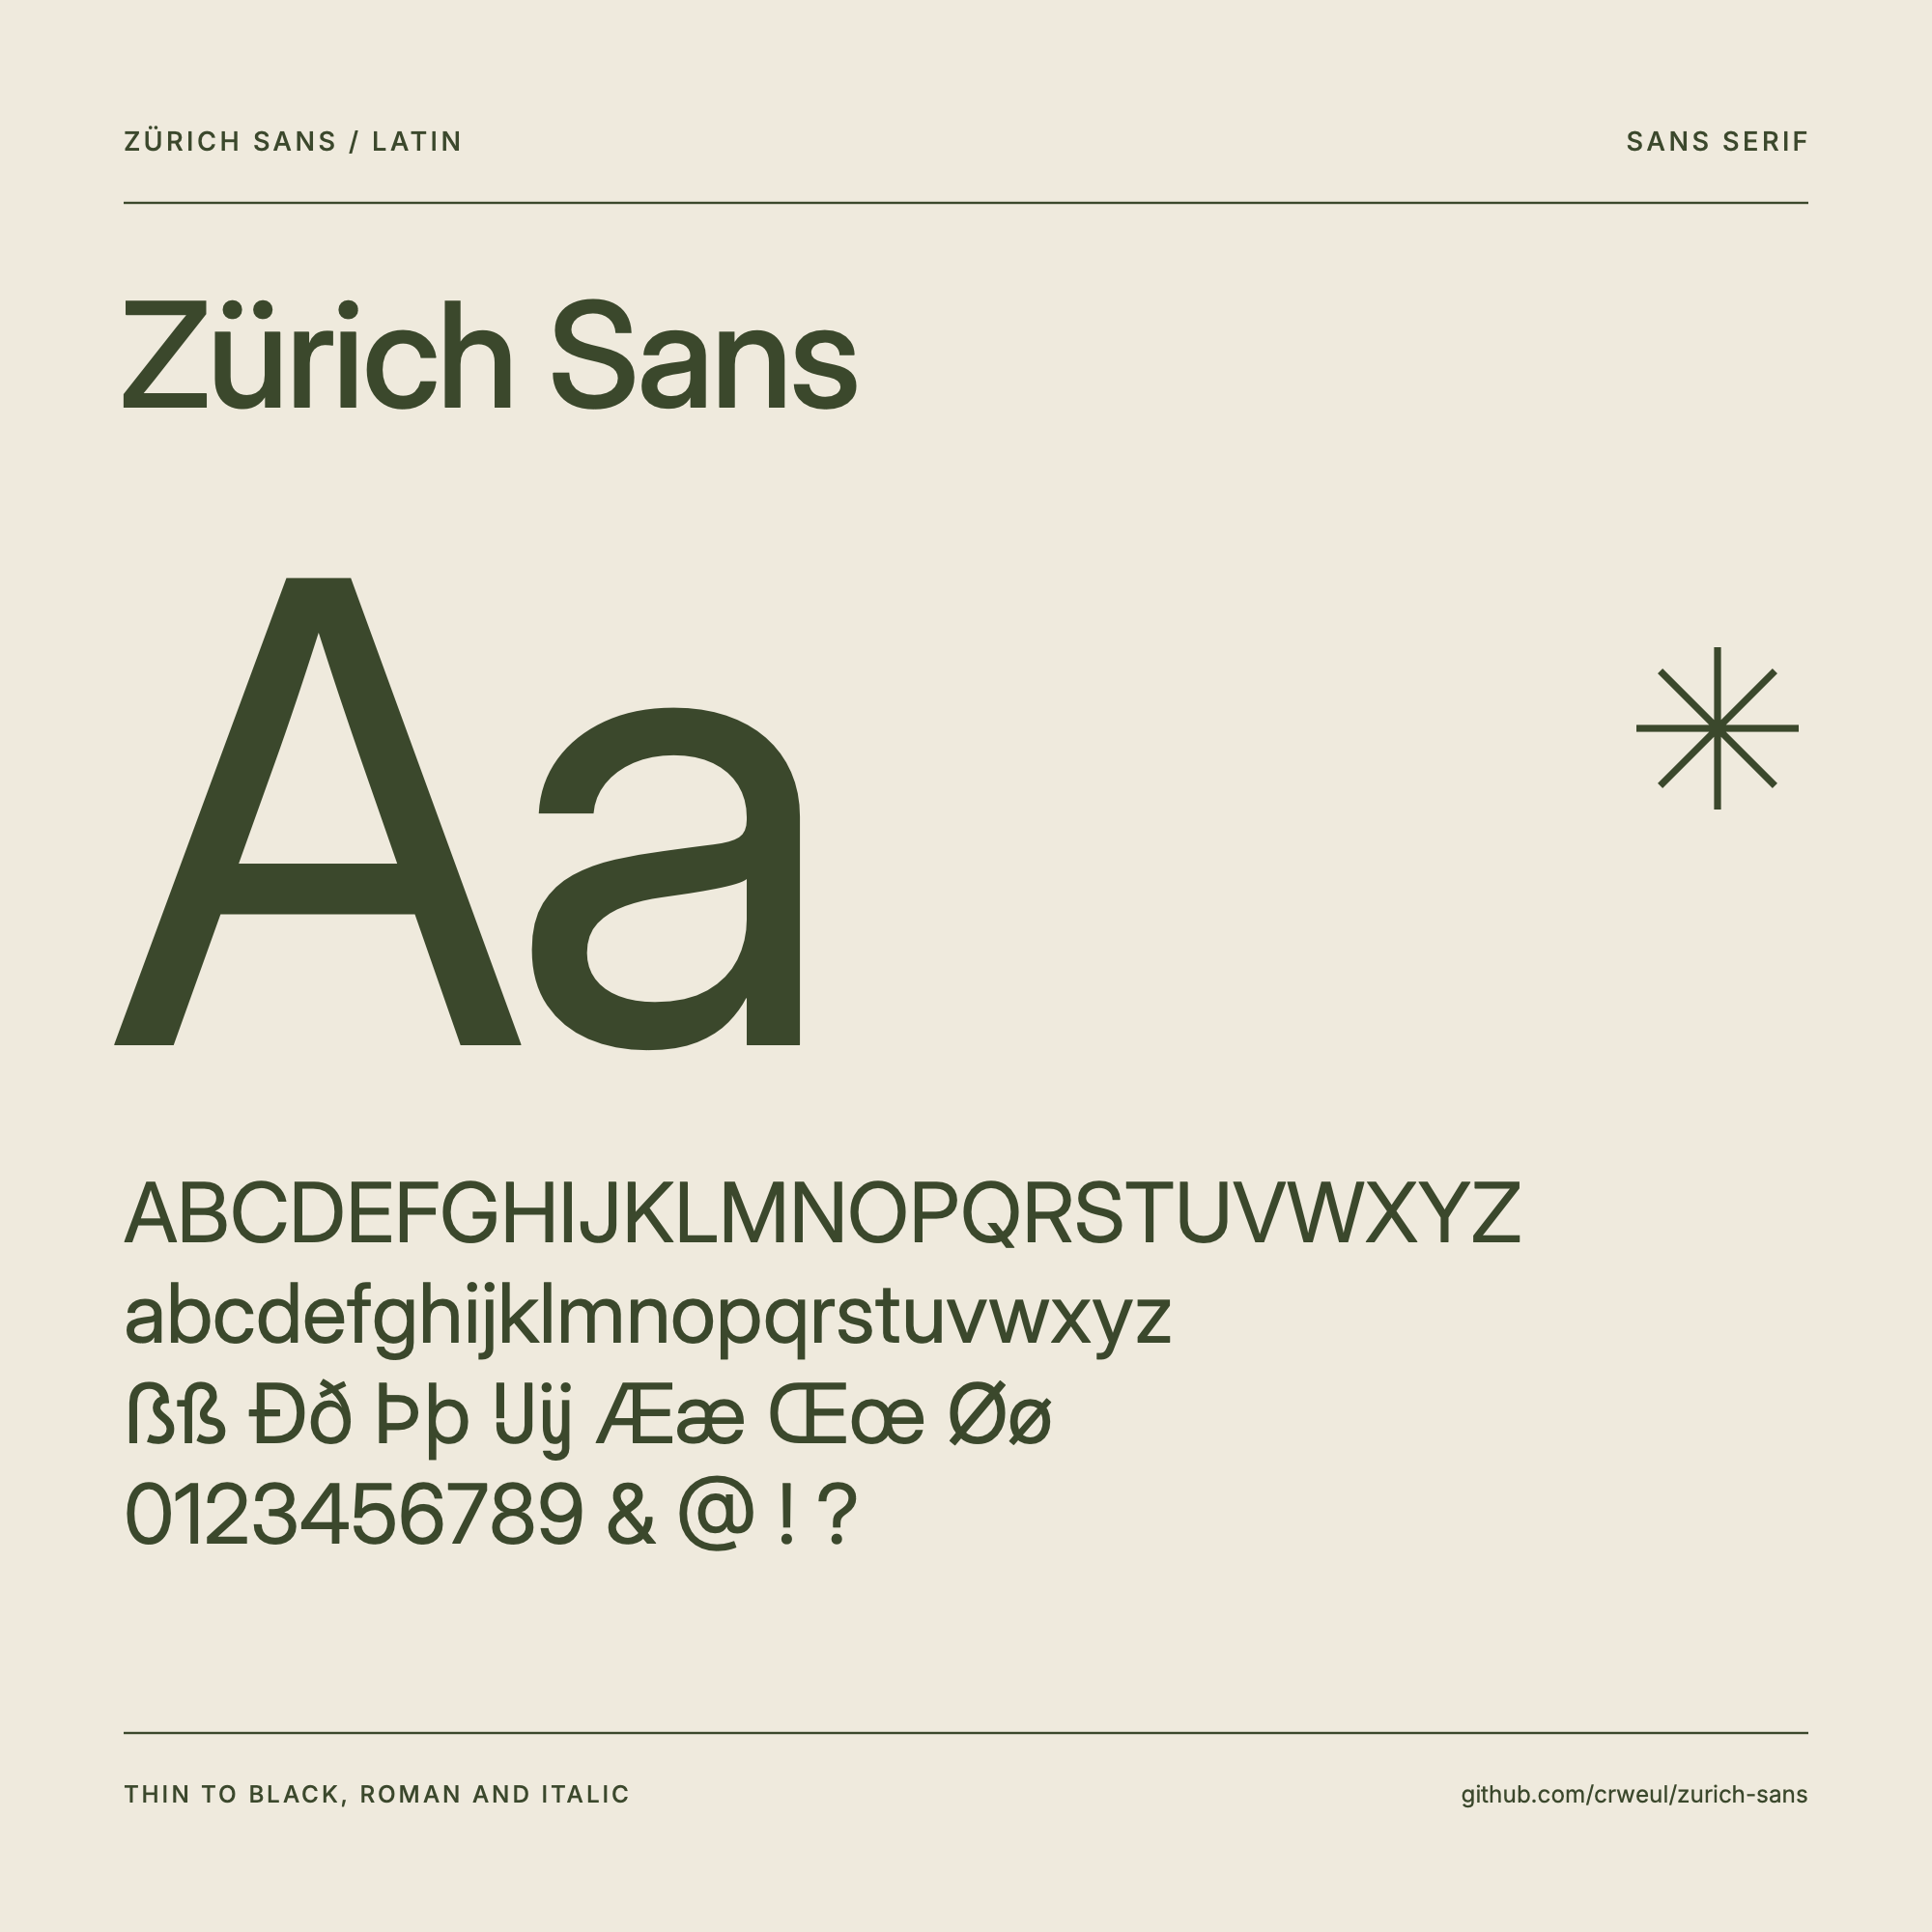 ZÜRICH SANS / LATIN
SANS SERIF
Zürich Sans
Aa
ABCDEFGHIJKLMNOPQRSTUVWXYZ
abcdefghijklmnopqrstuvwxyz
ẞß Ðð Þþ IJij Ææ Œœ Øø
0123456789 & @ ! ?
THIN TO BLACK, ROMAN AND ITALIC
github.com/crweul/zurich-sans